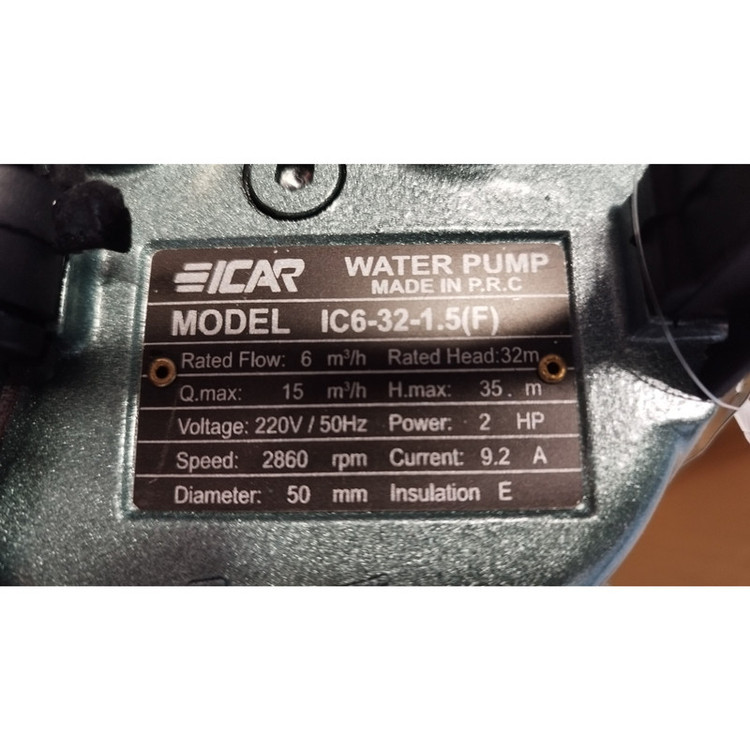 EICAR WATER PUMP
MADE IN P.R.C
MODEL IC6-32-1.5(F)
Rated Flow: 6 m³/h Rated Head:32m
Q.max: 15 m³/h H.max: 35. m
Voltage: 220V / 50Hz Power: 2 HP
Speed: 2860 rpm Current: 9.2 A
Diameter: 50 mm Insulation E